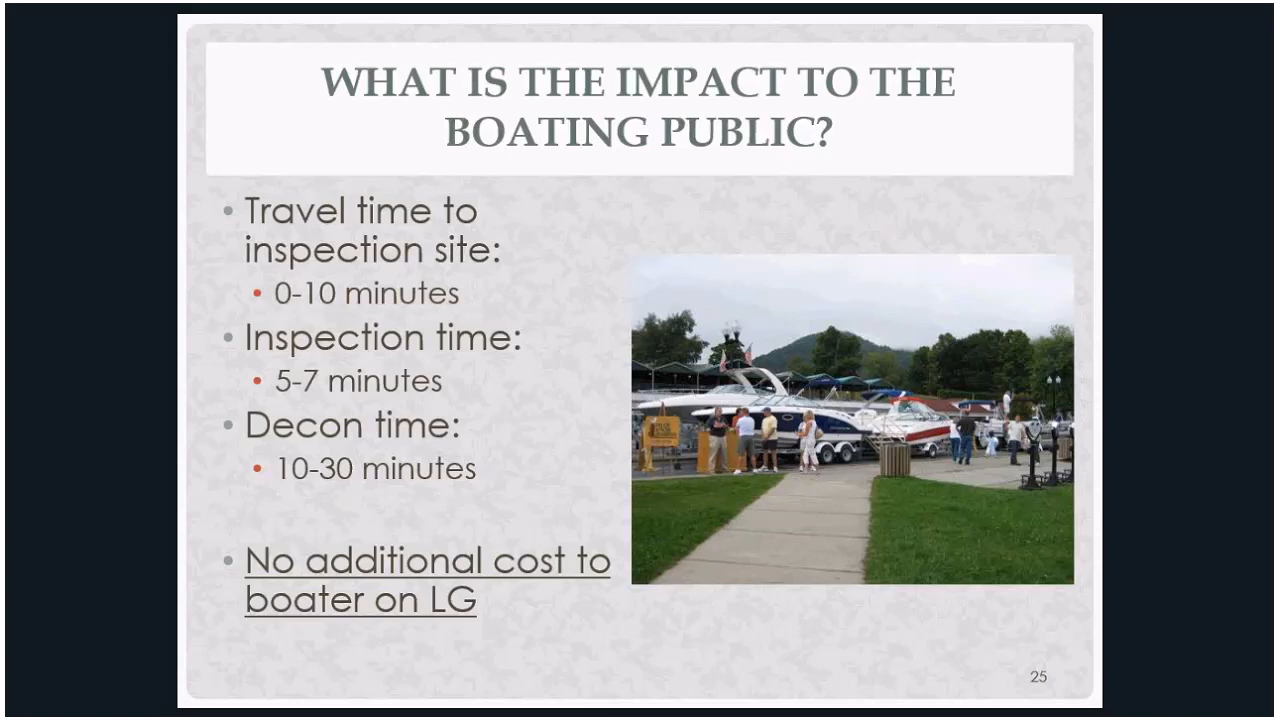 WHAT IS THE IMPACT TO THE
BOATING PUBLIC?
• Travel time to
inspection site:
• 0-10 minutes
• Inspection time:
• 5-7 minutes
• Decon time:
• 10-30 minutes
• No additional cost to
boater on LG
25